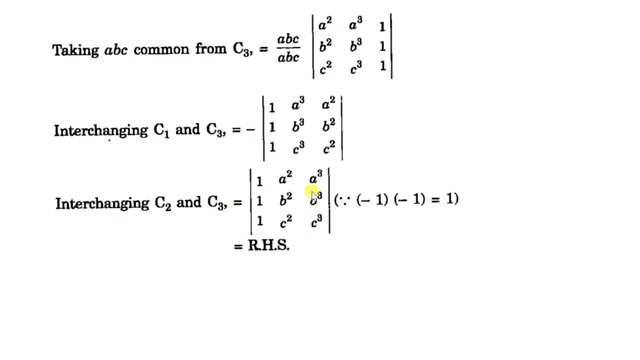 Taking abc common from C₃, = abc/abc | a² a³ 1 |
| b² b³ 1 |
| c² c³ 1 |
Interchanging C₁ and C₃, = − | 1 a³ a² |
| 1 b³ b² |
| 1 c³ c² |
Interchanging C₂ and C₃, = | 1 a² a³ |
| 1 b² b³ | (∵ (− 1) (− 1) = 1)
| 1 c² c³ |
= R.H.S.